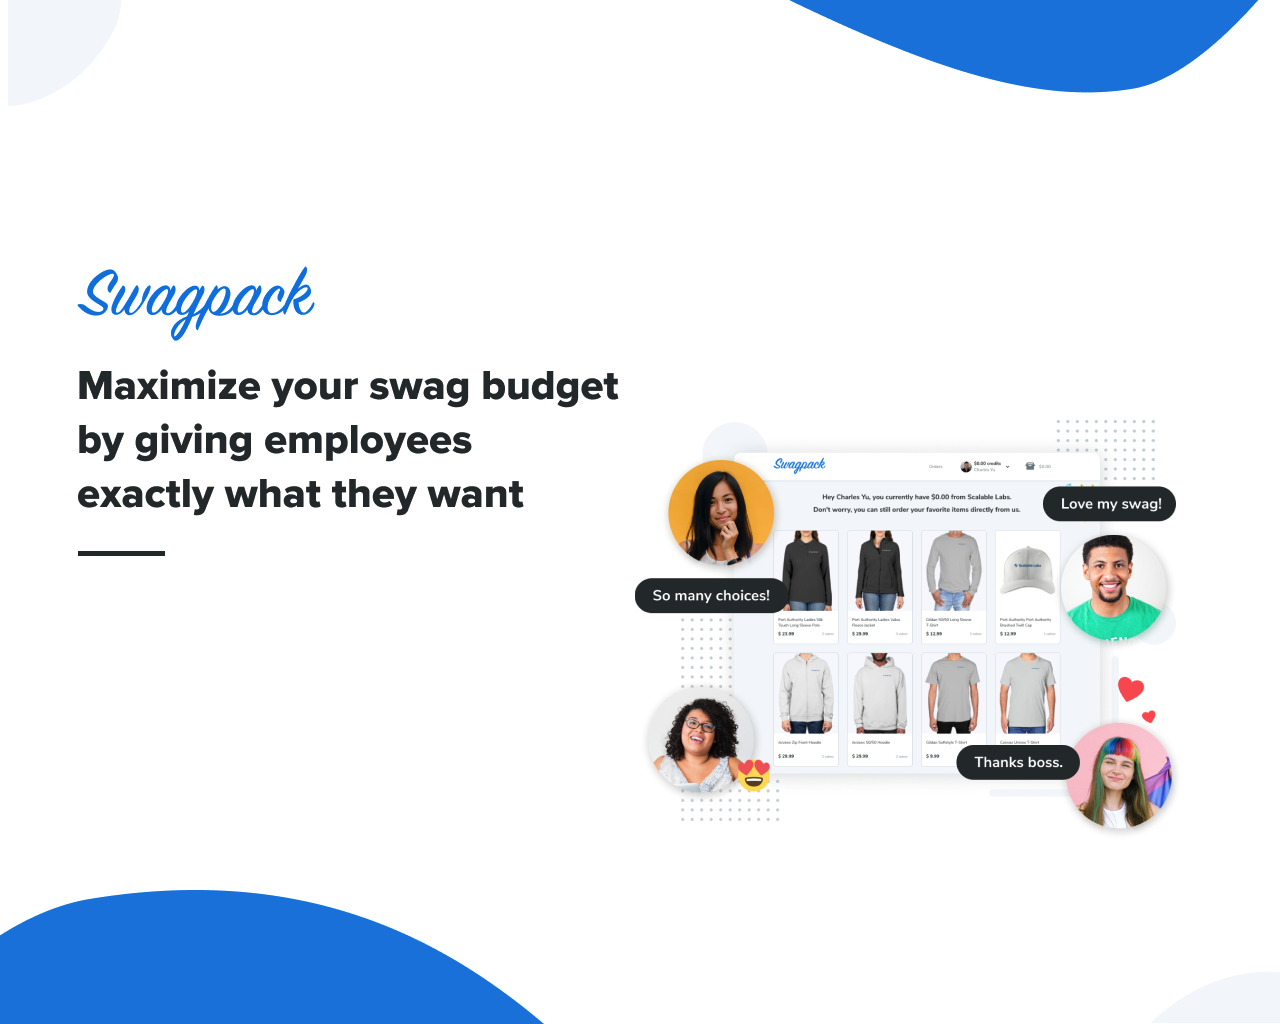 Swagpack
Maximize your swag budget
by giving employees
exactly what they want
Swagpack
Orders
$0.00 credits
Charles Yu
$0.00
Hey Charles Yu, you currently have $0.00 from Scalable Labs.
Don't worry, you can still order your favorite items directly from us.
Love my swag!
So many choices!
Scalable Labs
Port Authority Ladies Silk
Touch Long Sleeve Polo
$ 23.99
Port Authority Ladies Value
Fleece Jacket
$ 29.99
Gildan 50/50 Long Sleeve
T-Shirt
$ 12.99
Port Authority Port Authority
Brushed Twill Cap
$ 12.99
Jerzees Zip Front Hoodie
$ 29.99
Jerzees 50/50 Hoodie
$ 29.99
Gildan Softstyle T-Shirt
$ 9.99
Canvas Unisex T-Shirt
Thanks boss.